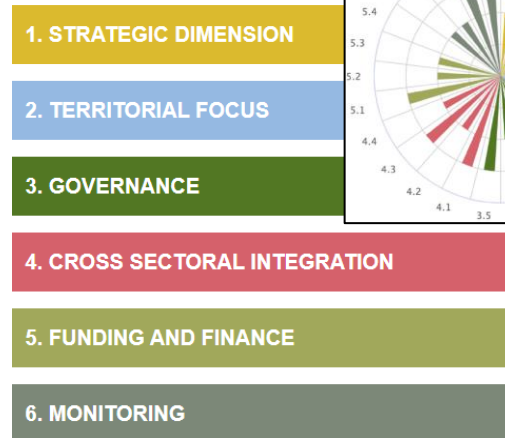 1. STRATEGIC DIMENSION
2. TERRITORIAL FOCUS
3. GOVERNANCE
4. CROSS SECTORAL INTEGRATION
5. FUNDING AND FINANCE
6. MONITORING
5.4
5.3
5.2
5.1
4.4
4.3
4.2
4.1
3.5